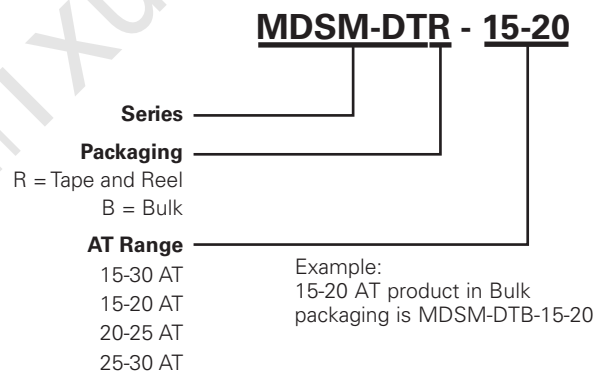 MDSM-DTR - 15-20
Series
Packaging
R = Tape and Reel
B = Bulk
AT Range
15-30 AT
15-20 AT
20-25 AT
25-30 AT
Example:
15-20 AT product in Bulk
packaging is MDSM-DTB-15-20